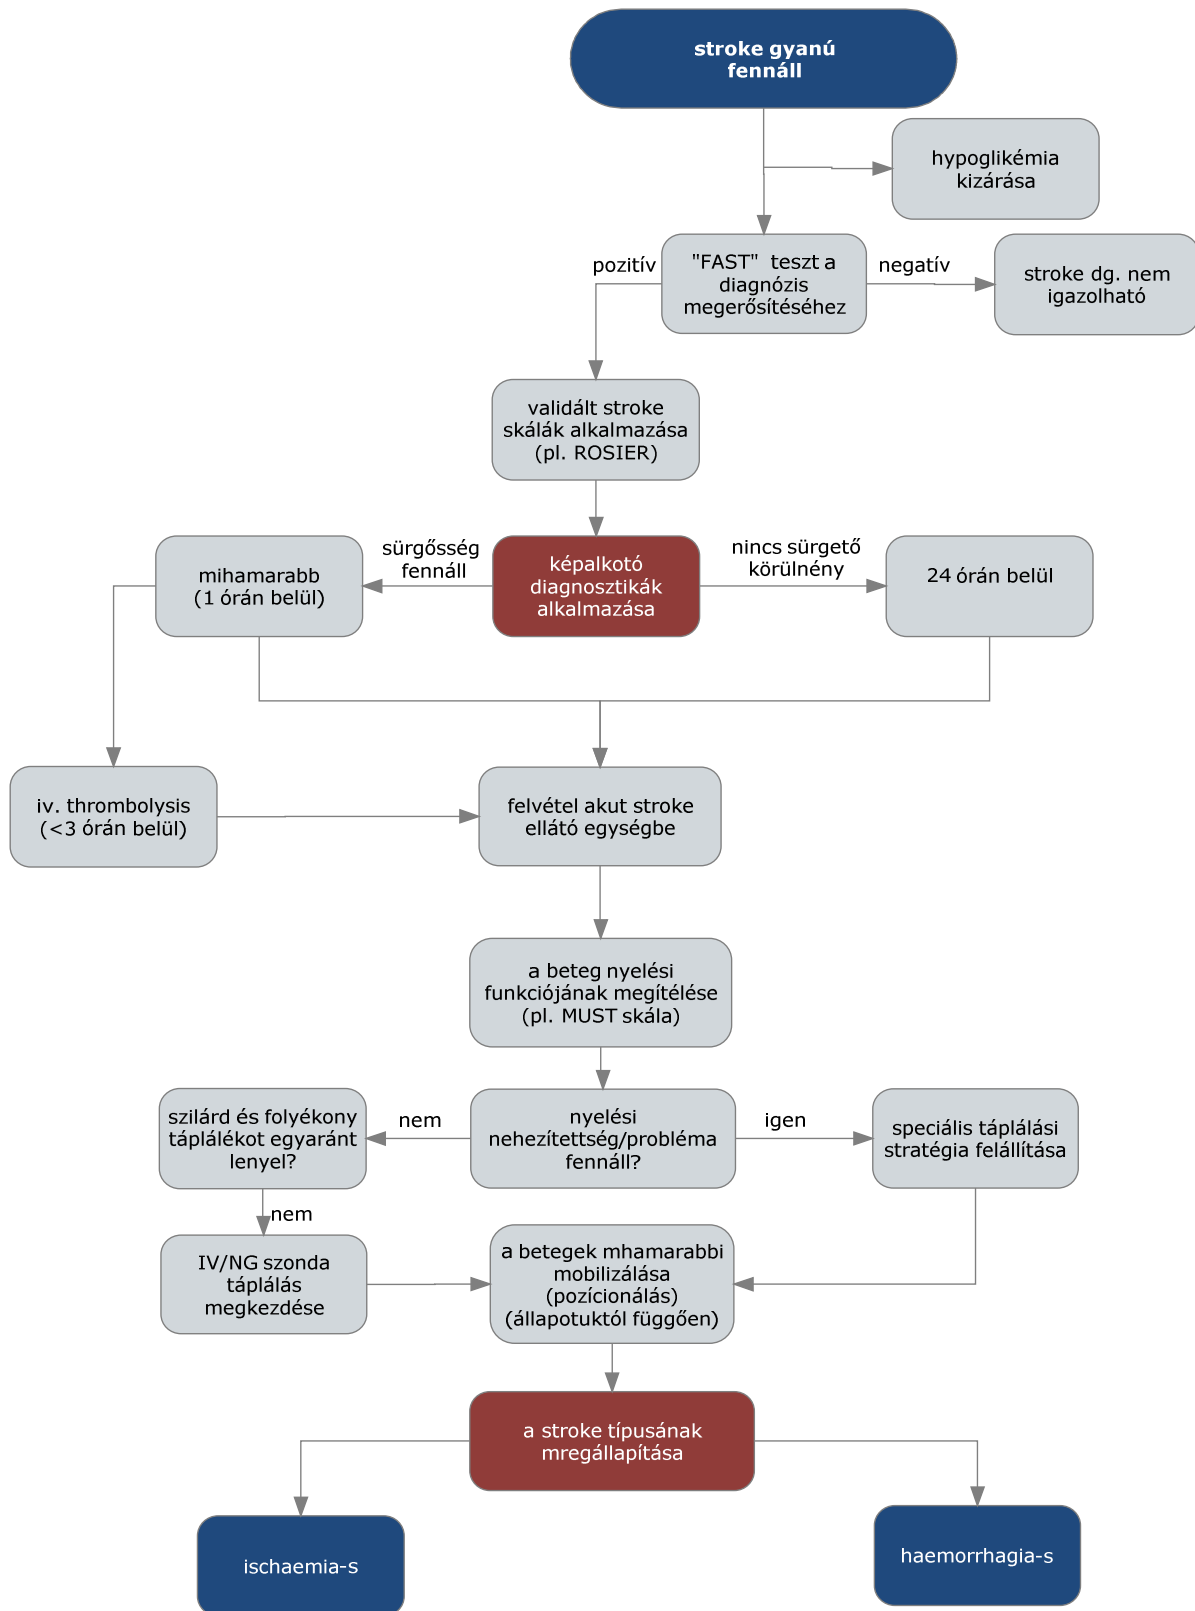 stroke gyanú
fennáll
hypoglikémia
kizárása
pozitív
"FAST"  teszt a
diagnózis
megerősítéséhez
negatív
stroke dg. nem
igazolható
validált stroke
skálák alkalmazása
(pl. ROSIER)
mihamarabb
(1 órán belül)
sürgősség
fennáll
képalkotó
diagnosztikák
alkalmazása
nincs sürgető
körülnény
24 órán belül
iv. thrombolysis
(<3 órán belül)
felvétel akut stroke
ellátó egységbe
a beteg nyelési
funkciójának megítélése
(pl. MUST skála)
szilárd és folyékony
táplálékot egyaránt
lenyel?
nem
nyelési
nehezítettség/probléma
fennáll?
igen
speciális táplálási
stratégia felállítása
nem
IV/NG szonda
táplálás
megkezdése
a betegek mhamarabbi
mobilizálása
(pozícionálás)
(állapotuktól függően)
a stroke típusának
mregállapítása
ischaemia-s
haemorrhagia-s